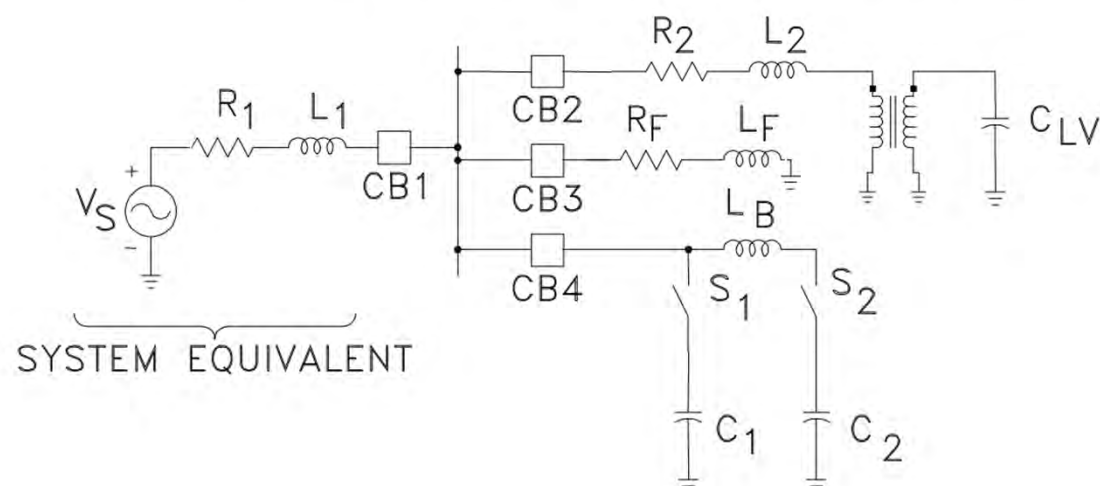 R2 L2
CB2
CLV
R1 L1
CB1
RF LF
CB3
+
VS
-
LB
CB4
S1 S2
SYSTEM EQUIVALENT
C1 C2